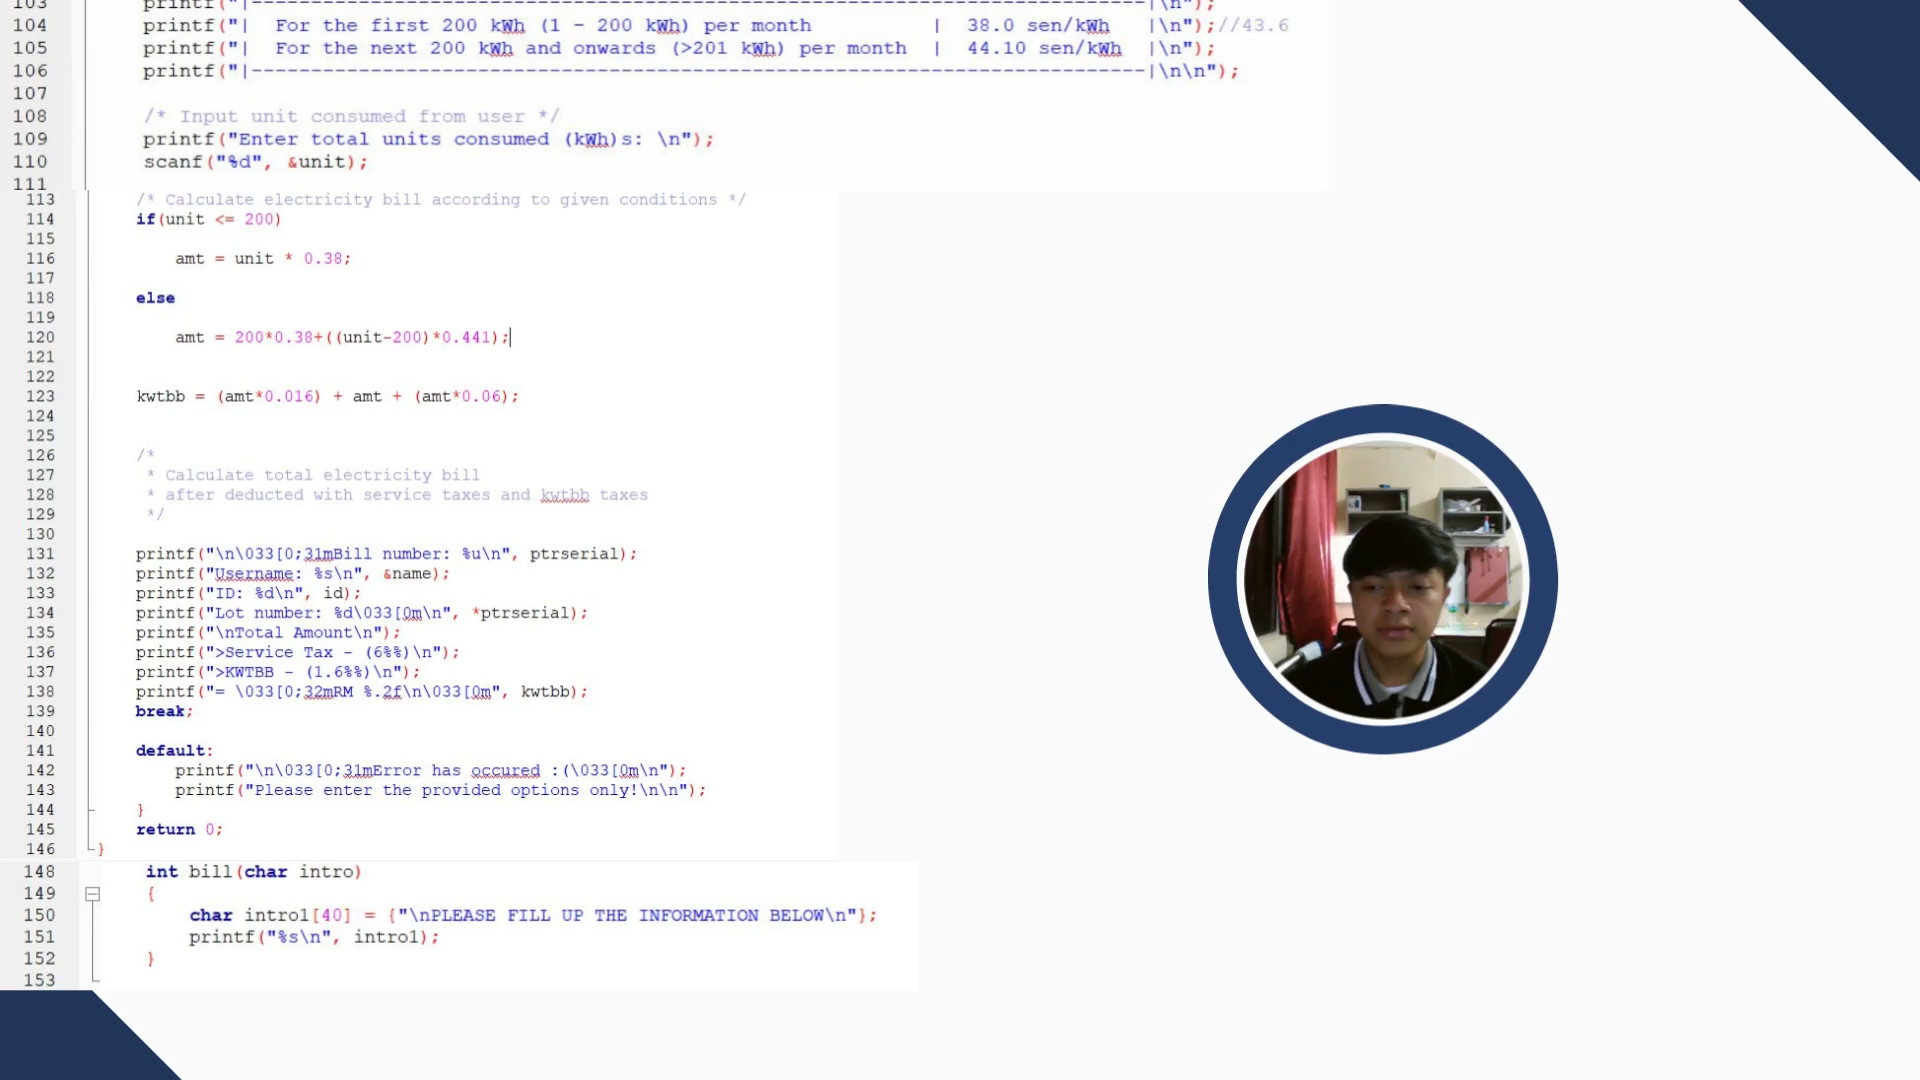 103 printf("|---------------------------------------------------------------------------|\n");
104 printf("|  For the first 200 kWh (1 - 200 kWh) per month          |  38.0 sen/kWh   |\n");//43.6
105 printf("|  For the next 200 kWh and onwards (>201 kWh) per month  |  44.10 sen/kWh  |\n");
106 printf("|---------------------------------------------------------------------------|\n\n");
107
108 /* Input unit consumed from user */
109 printf("Enter total units consumed (kWh)s: \n");
110 scanf("%d", &unit);
111
113 /* Calculate electricity bill according to given conditions */
114 if(unit <= 200)
115
116 amt = unit * 0.38;
117
118 else
119
120 amt = 200*0.38+((unit-200)*0.441);
121
122
123 kwtbb = (amt*0.016) + amt + (amt*0.06);
124
125
126 /*
127 * Calculate total electricity bill
128 * after deducted with service taxes and kwtbb taxes
129 */
130
131 printf("\n\033[0;31mBill number: %u\n", ptrserial);
132 printf("Username: %s\n", &name);
133 printf("ID: %d\n", id);
134 printf("Lot number: %d\033[0m\n", *ptrserial);
135 printf("\nTotal Amount\n");
136 printf(">Service Tax - (6%%)\n");
137 printf(">KWTBB - (1.6%%)\n");
138 printf("= \033[0;32mRM %.2f\n\033[0m", kwtbb);
139 break;
140
141 default:
142 printf("\n\033[0;31mError has occured :(\033[0m\n");
143 printf("Please enter the provided options only!\n\n");
144 }
145 return 0;
146 }
148 int bill(char intro)
149 {
150 char intro1[40] = {"\nPLEASE FILL UP THE INFORMATION BELOW\n"};
151 printf("%s\n", intro1);
152 }
153